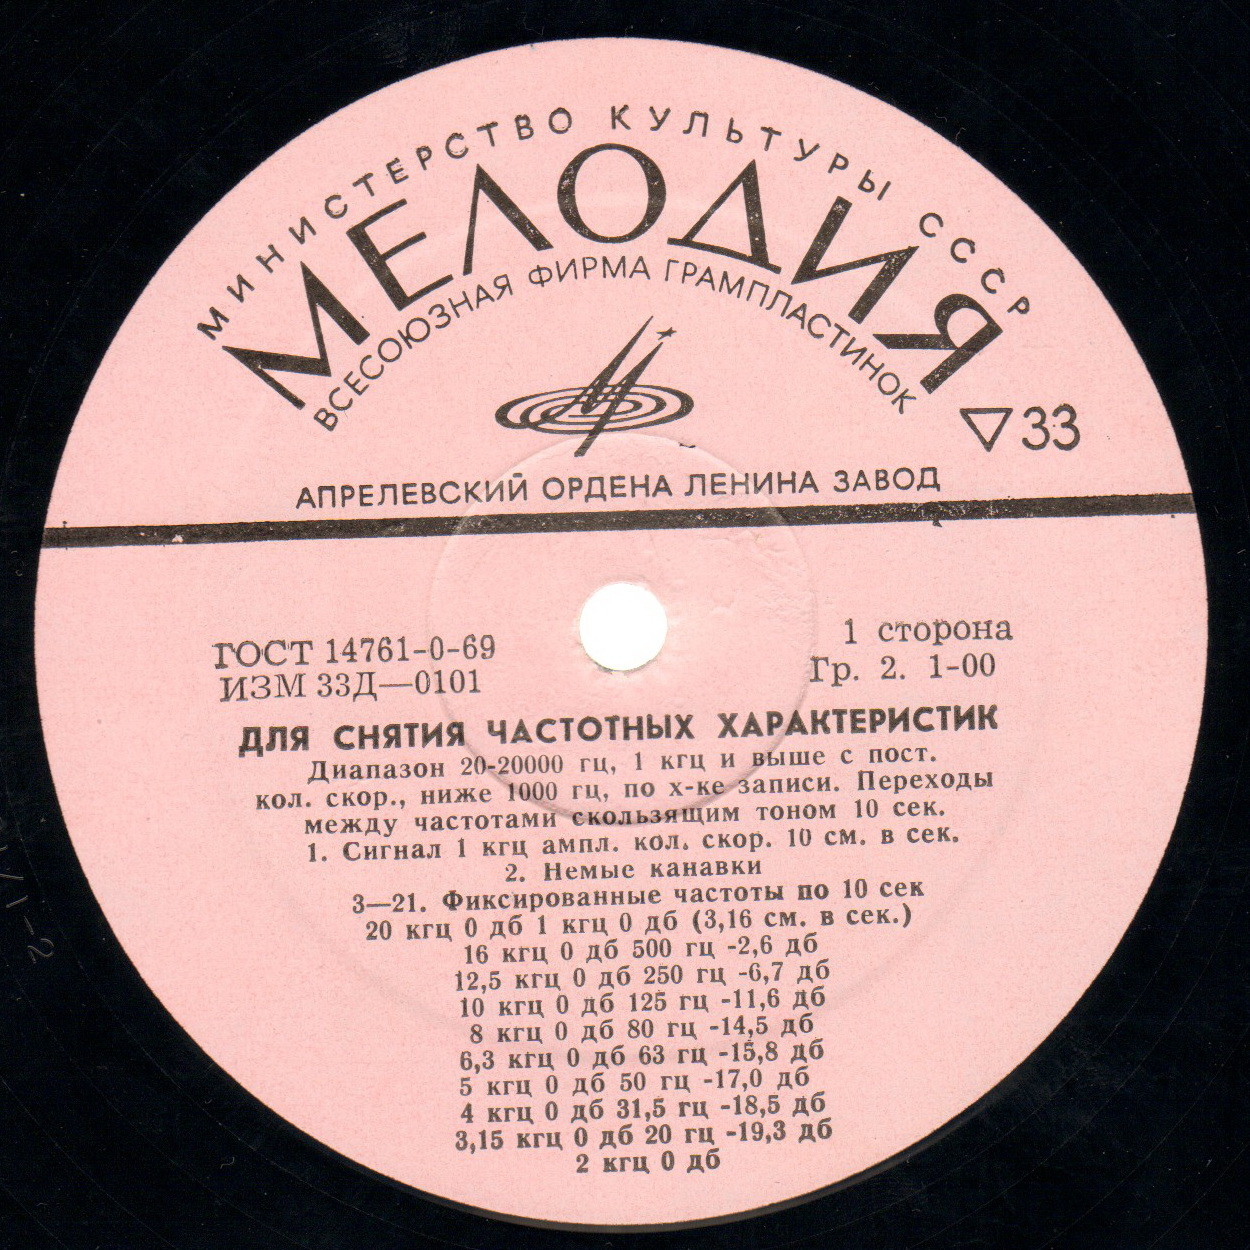 МИНИСТЕРСТВО КУЛЬТУРЫ СССР
МЕЛОДИЯ
ВСЕСОЮЗНАЯ ФИРМА ГРАМПЛАСТИНОК
33
АПРЕЛЕВСКИЙ ОРДЕНА ЛЕНИНА ЗАВОД
ГОСТ 14761-0-69
ИЗМ 33Д—0101
1 сторона
Гр. 2. 1-00
ДЛЯ СНЯТИЯ ЧАСТОТНЫХ ХАРАКТЕРИСТИК
Диапазон 20-20000 гц, 1 кгц и выше с пост.
кол. скор., ниже 1000 гц, по х-ке записи. Переходы
между частотами скользящим тоном 10 сек.
1. Сигнал 1 кгц ампл. кол. скор. 10 см. в сек.
2. Немые канавки
3—21. Фиксированные частоты по 10 сек
20 кгц 0 дб 1 кгц 0 дб (3,16 см. в сек.)
16 кгц 0 дб 500 гц -2,6 дб
12,5 кгц 0 дб 250 гц -6,7 дб
10 кгц 0 дб 125 гц -11,6 дб
8 кгц 0 дб 80 гц -14,5 дб
6,3 кгц 0 дб 63 гц -15,8 дб
5 кгц 0 дб 50 гц -17,0 дб
4 кгц 0 дб 31,5 гц -18,5 дб
3,15 кгц 0 дб 20 гц -19,3 дб
2 кгц 0 дб